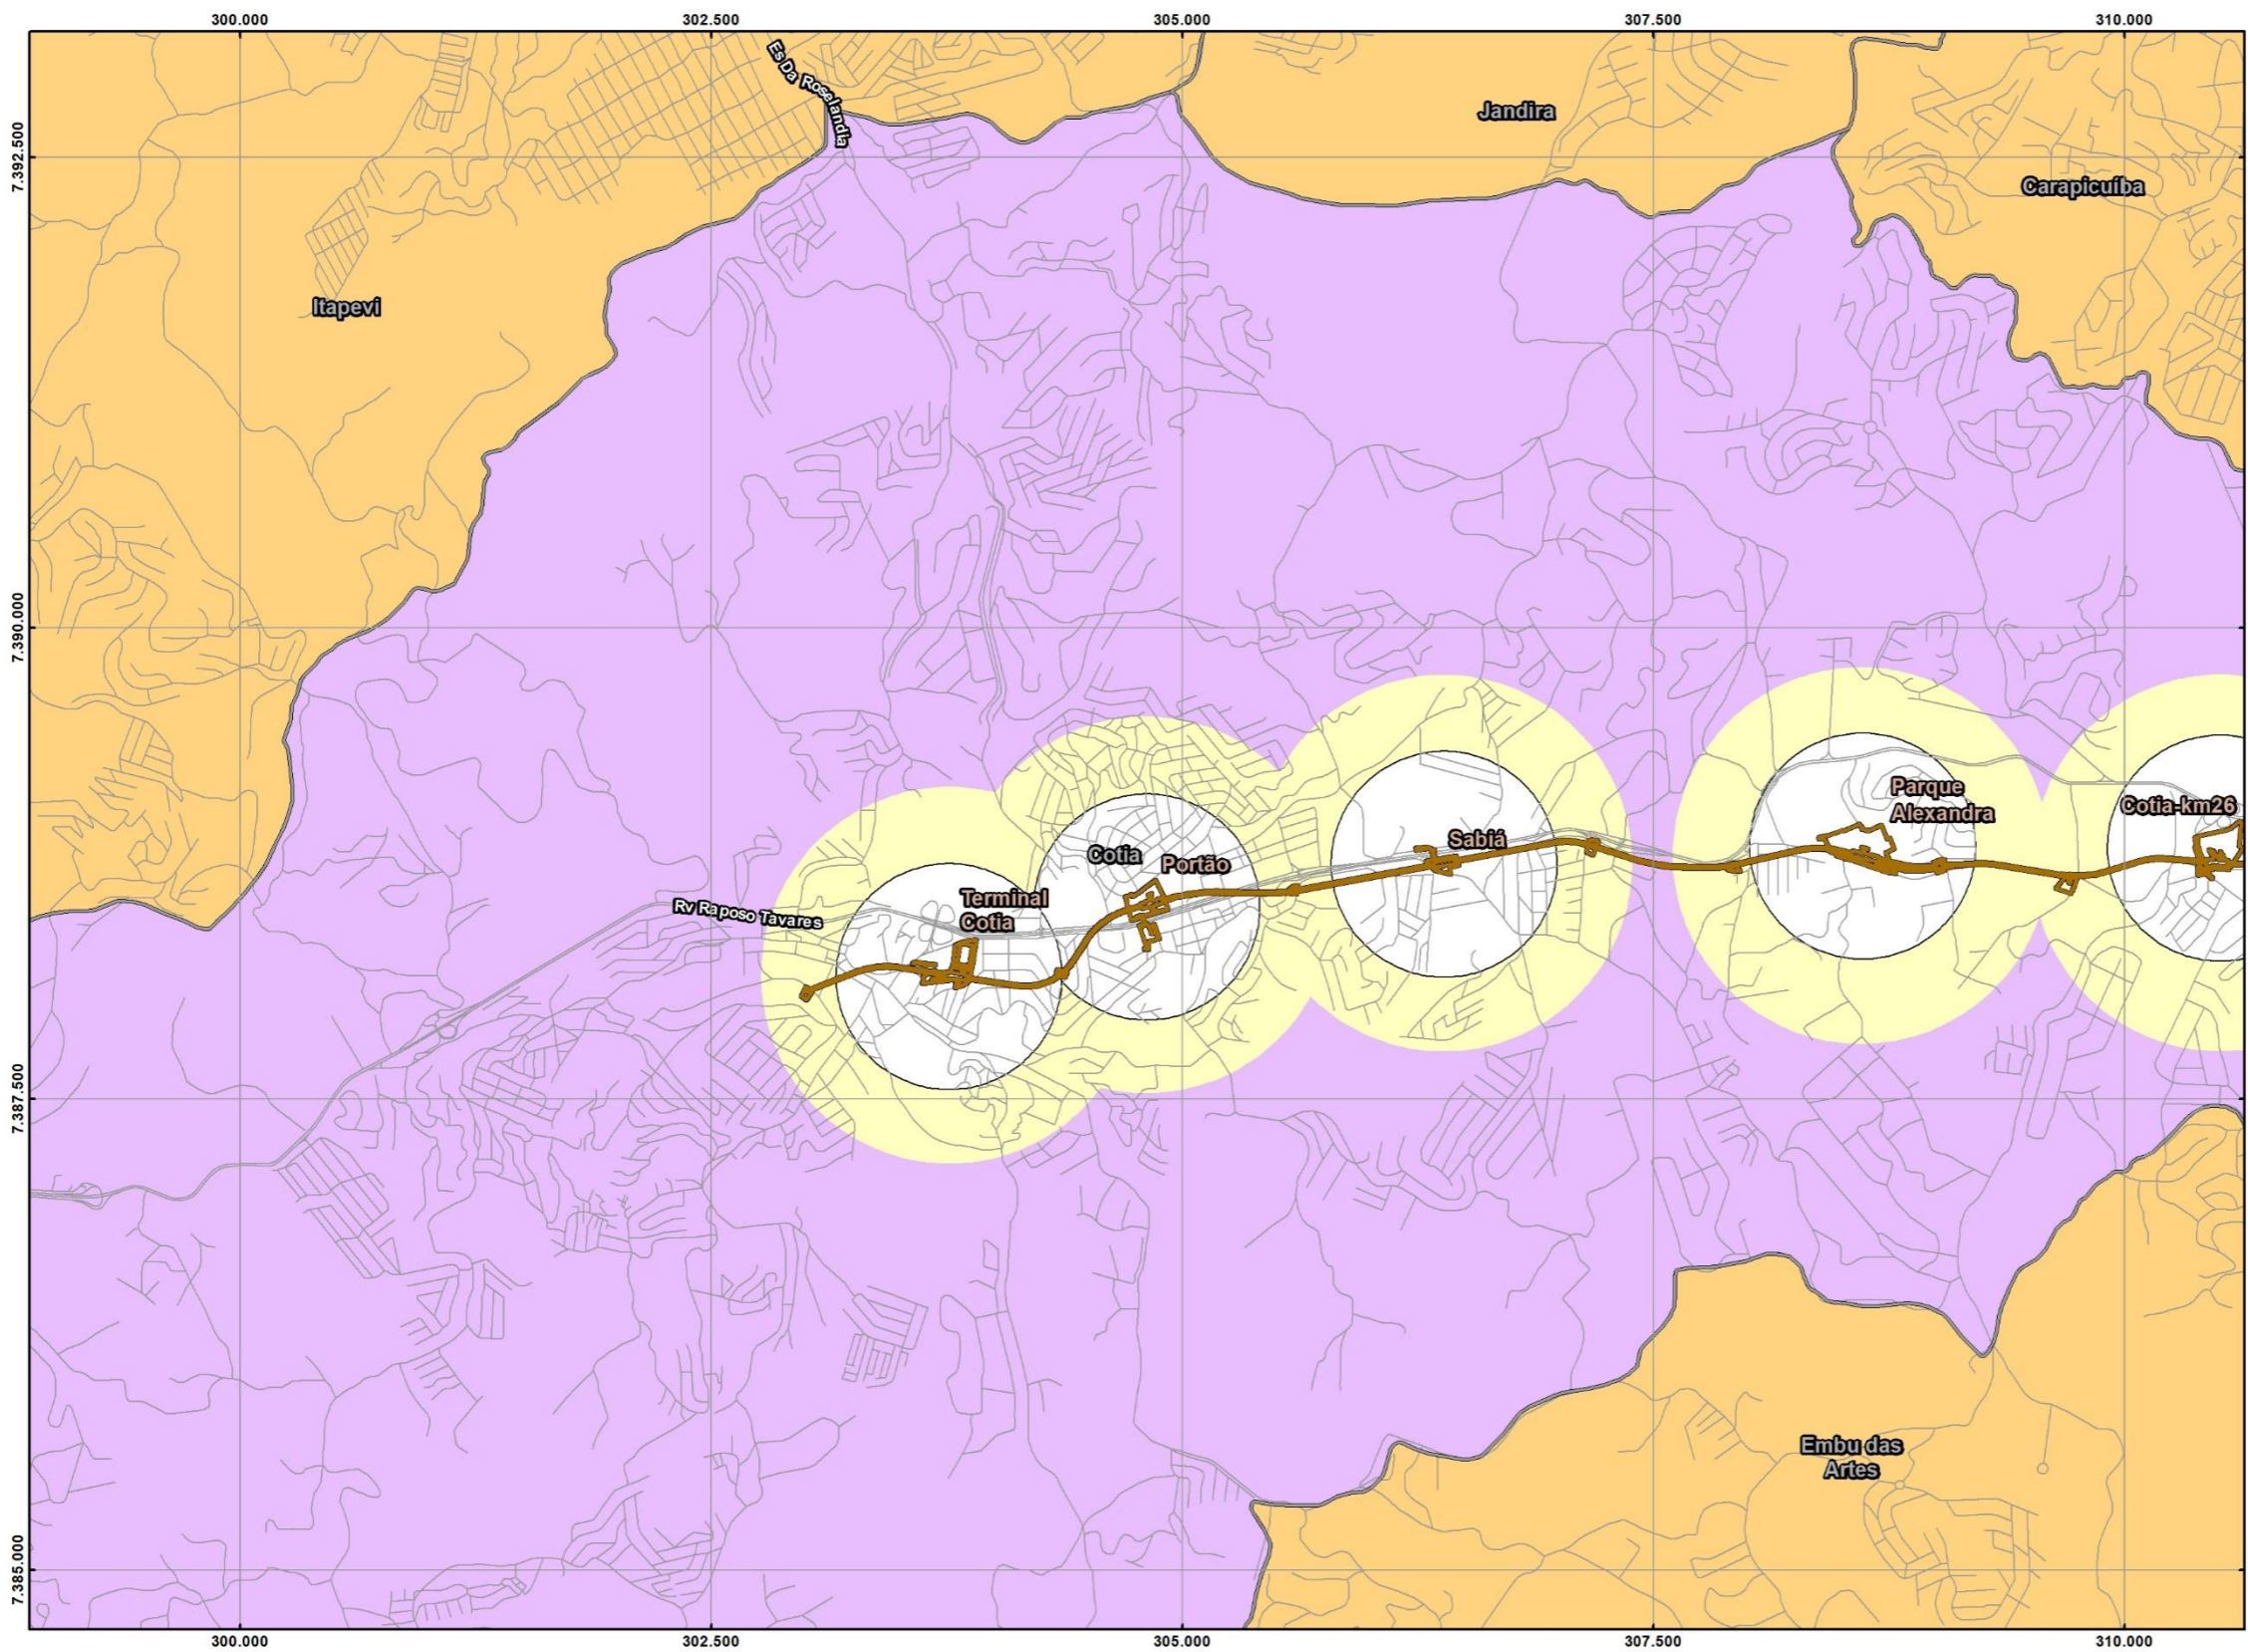 300.000
302.500
305.000
307.500
310.000
Es Da Roselandia
Jandira
7.392.500
Carapicuíba
Itapevi
7.390.000
Parque
Alexandra
Cotia-km26
Sabiá
Cotia
Portão
Terminal
Cotia
Rv Raposo Tavares
7.387.500
Embu das
Artes
7.385.000
300.000
302.500
305.000
307.500
310.000